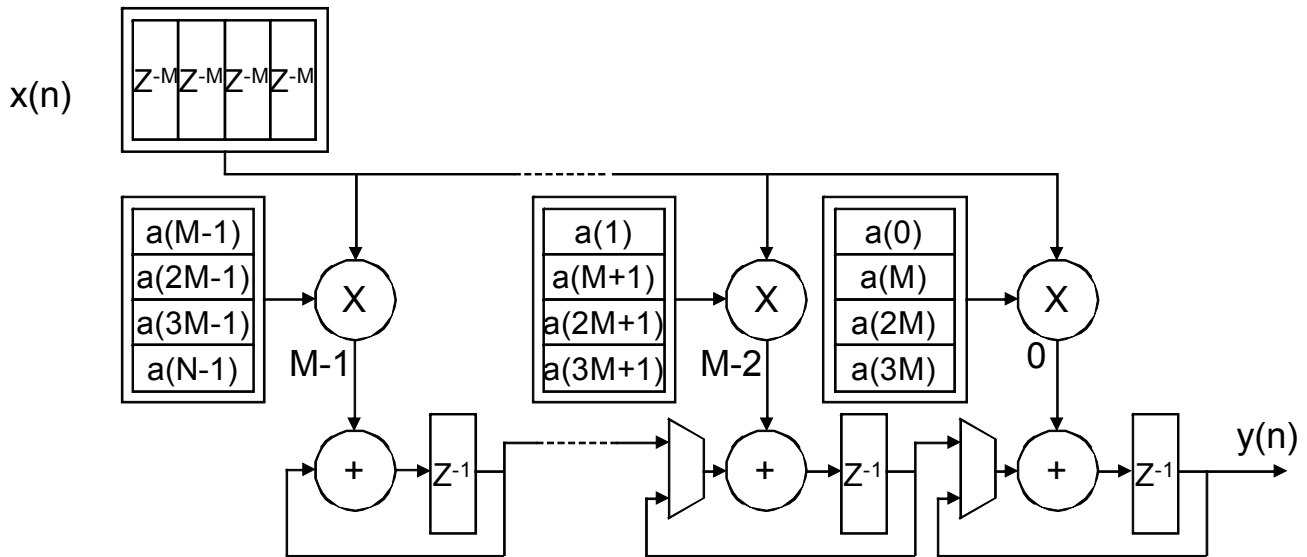 x(n)
Z-M Z-M Z-M Z-M
a(M-1)
a(2M-1)
a(3M-1)
a(N-1)
X
M-1
a(1)
a(M+1)
a(2M+1)
a(3M+1)
X
M-2
a(0)
a(M)
a(2M)
a(3M)
X
0
+
Z-1
+
Z-1
+
Z-1
y(n)